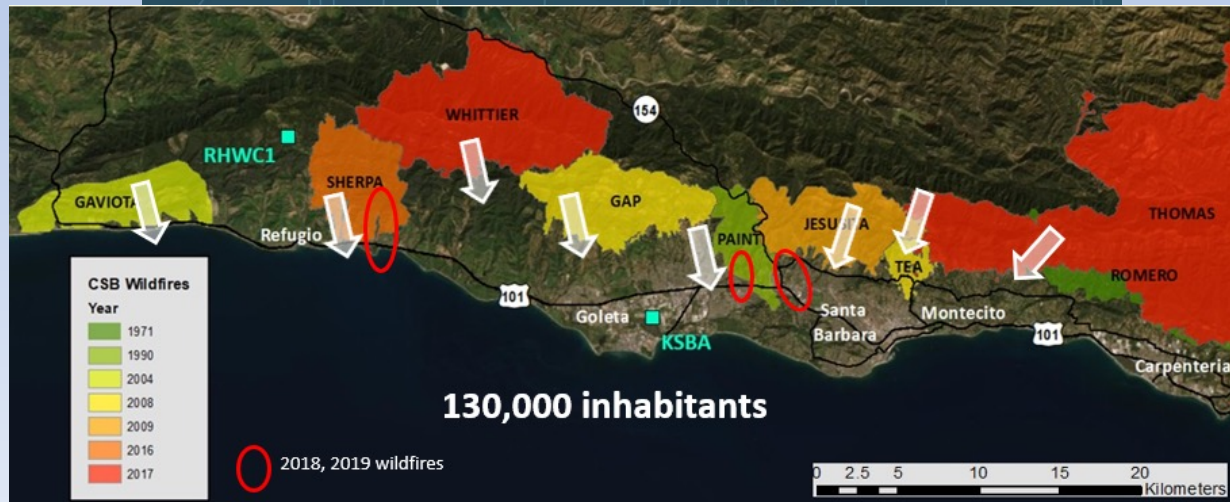 WHITTIER
154
RHWC1
SHERPA
GAVIOTA
GAP
JESUSITA
THOMAS
Refugio
PAINT
TEA
ROMERO
CSB Wildfires
Year
1971
1990
2004
2008
2009
2016
2017
101
Goleta
KSBA
Santa
Barbara
Montecito
101
Carpenteria
130,000 inhabitants
2018, 2019 wildfires
0 2.5 5 10 15 20
Kilometers